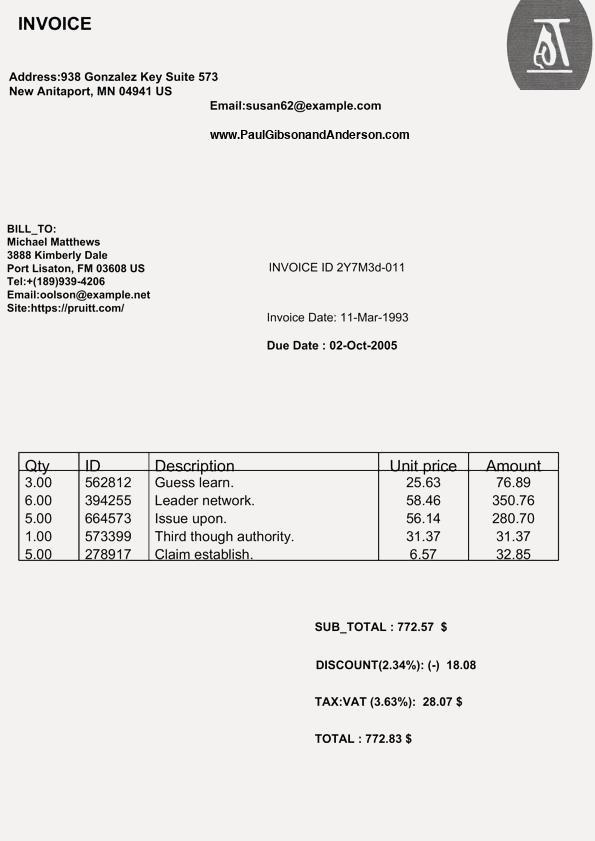 INVOICE
Address:938 Gonzalez Key Suite 573
New Anitaport, MN 04941 US
Email:susan62@example.com
www.PaulGibsonandAnderson.com
BILL_TO:
Michael Matthews
3888 Kimberly Dale
Port Lisaton, FM 03608 US
Tel:+(189)939-4206
Email:oolson@example.net
Site:https://pruitt.com/
INVOICE ID 2Y7M3d-011
Invoice Date: 11-Mar-1993
Due Date : 02-Oct-2005
Qty ID Description Unit price Amount
3.00 562812 Guess learn. 25.63 76.89
6.00 394255 Leader network. 58.46 350.76
5.00 664573 Issue upon. 56.14 280.70
1.00 573399 Third though authority. 31.37 31.37
5.00 278917 Claim establish. 6.57 32.85
SUB_TOTAL : 772.57 $
DISCOUNT(2.34%): (-) 18.08
TAX:VAT (3.63%): 28.07 $
TOTAL : 772.83 $